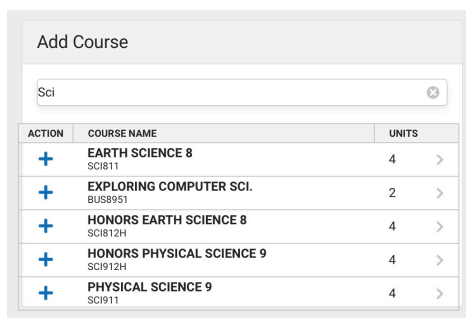 Add Course
Sci
ACTION COURSE NAME UNITS
EARTH SCIENCE 8
SCI811
4
EXPLORING COMPUTER SCI.
BUS8951
2
HONORS EARTH SCIENCE 8
SCI812H
4
HONORS PHYSICAL SCIENCE 9
SCI912H
4
PHYSICAL SCIENCE 9
SCI911
4